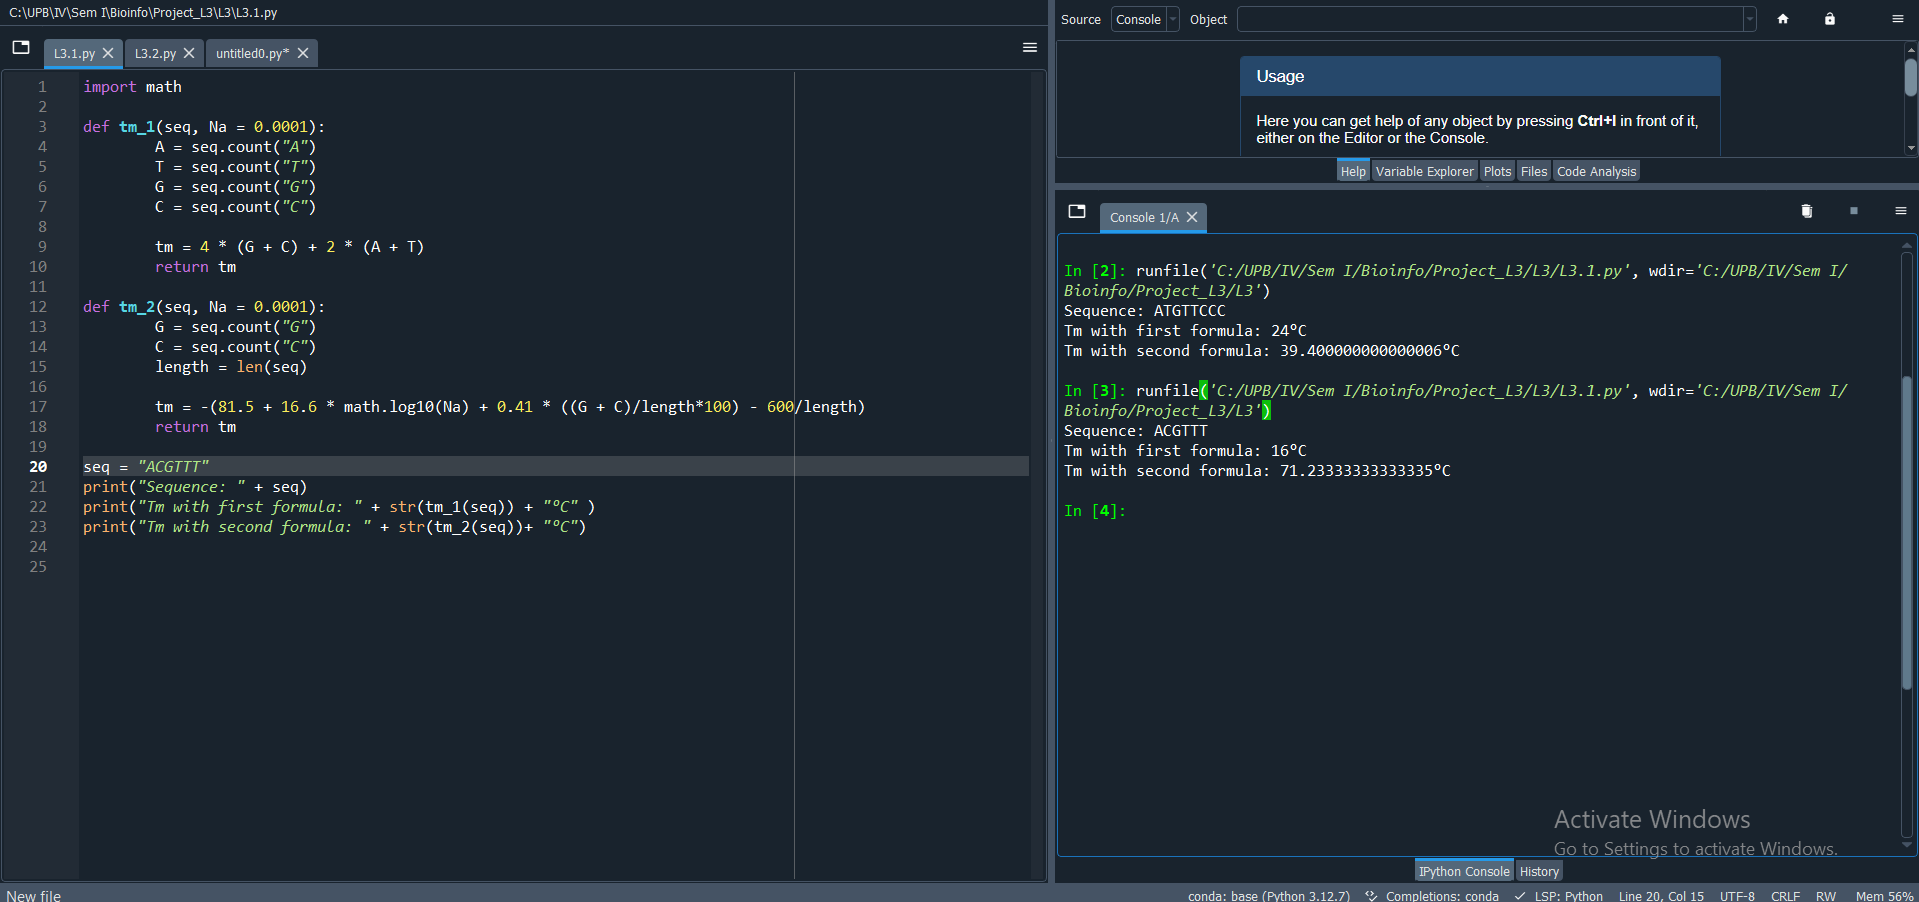 C:\UPB\IV\Sem I\Bioinfo\Project_L3\L3\L3.1.py
L3.1.py L3.2.py untitled0.py*
1 import math
2
3 def tm_1(seq, Na = 0.0001):
4 A = seq.count("A")
5 T = seq.count("T")
6 G = seq.count("G")
7 C = seq.count("C")
8
9 tm = 4 * (G + C) + 2 * (A + T)
10 return tm
11
12 def tm_2(seq, Na = 0.0001):
13 G = seq.count("G")
14 C = seq.count("C")
15 length = len(seq)
16
17 tm = -(81.5 + 16.6 * math.log10(Na) + 0.41 * ((G + C)/length*100) - 600/length)
18 return tm
19
20 seq = "ACGTTT"
21 print("Sequence: " + seq)
22 print("Tm with first formula: " + str(tm_1(seq)) + "ºC" )
23 print("Tm with second formula: " + str(tm_2(seq))+ "ºC")
24
25
Source Console Object
Usage
Here you can get help of any object by pressing Ctrl+I in front of it,
either on the Editor or the Console.
Help Variable Explorer Plots Files Code Analysis
Console 1/A
In [2]: runfile('C:/UPB/IV/Sem I/Bioinfo/Project_L3/L3/L3.1.py', wdir='C:/UPB/IV/Sem I/
Bioinfo/Project_L3/L3')
Sequence: ATGTTCCC
Tm with first formula: 24ºC
Tm with second formula: 39.400000000000006ºC
In [3]: runfile('C:/UPB/IV/Sem I/Bioinfo/Project_L3/L3/L3.1.py', wdir='C:/UPB/IV/Sem I/
Bioinfo/Project_L3/L3')
Sequence: ACGTTT
Tm with first formula: 16ºC
Tm with second formula: 71.23333333333335ºC
In [4]:
Activate Windows
Go to Settings to activate Windows.
IPython Console History
New file conda: base (Python 3.12.7) Completions: conda LSP: Python Line 20, Col 15 UTF-8 CRLF RW Mem 56%